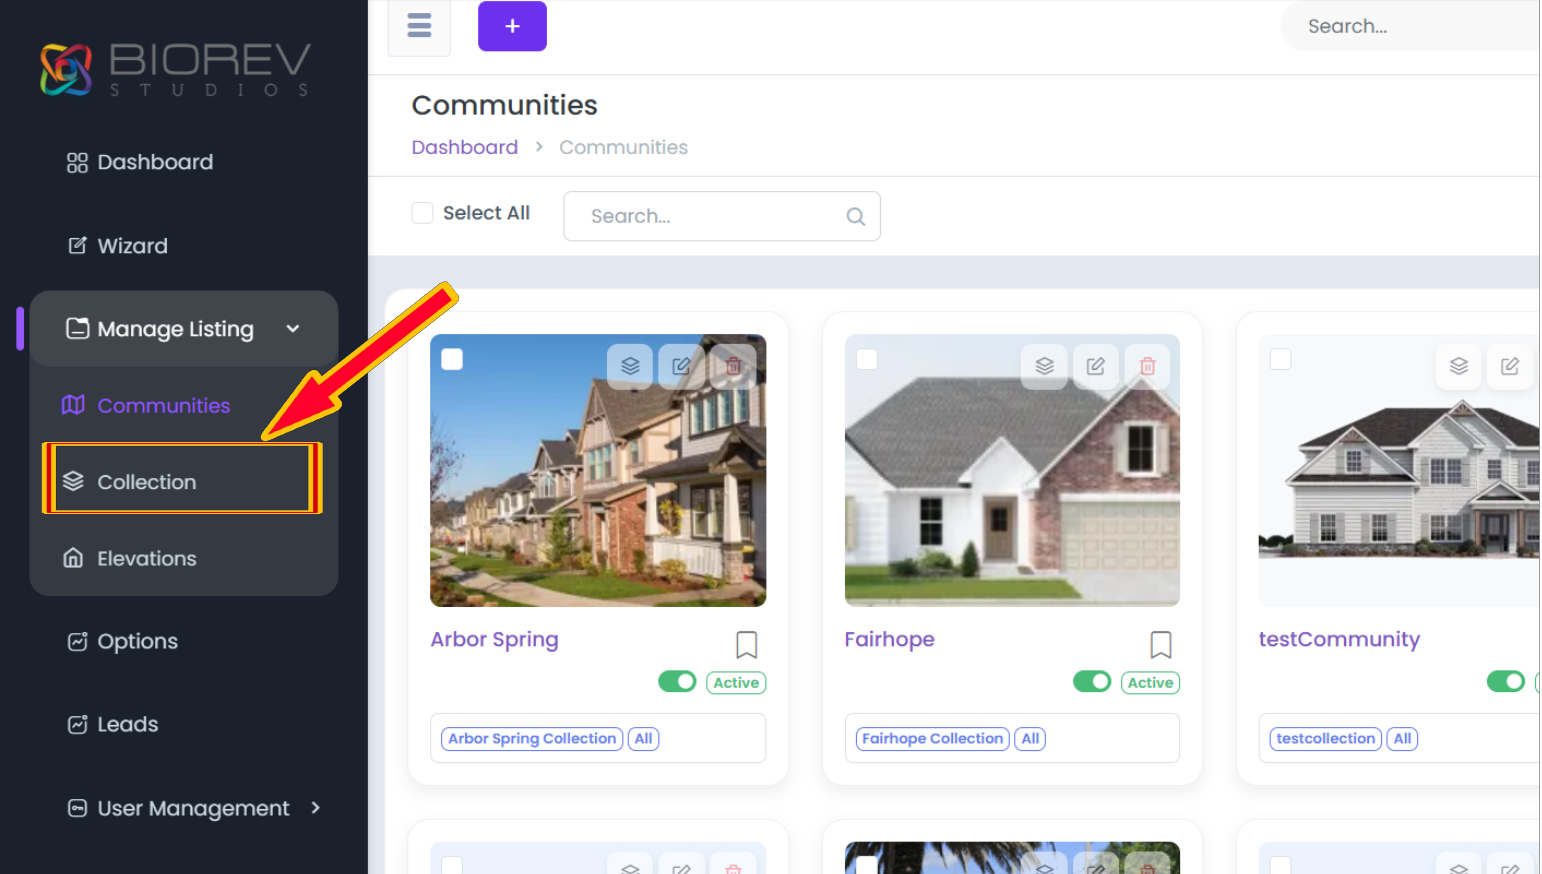 BIOREV
STUDIOS
Dashboard
Wizard
Manage Listing
Communities
Collection
Elevations
Options
Leads
User Management
+
Search...
Communities
Dashboard > Communities
Select All
Search...
Arbor Spring
Active
Arbor Spring Collection All
Fairhope
Active
Fairhope Collection All
testCommunity
testcollection All